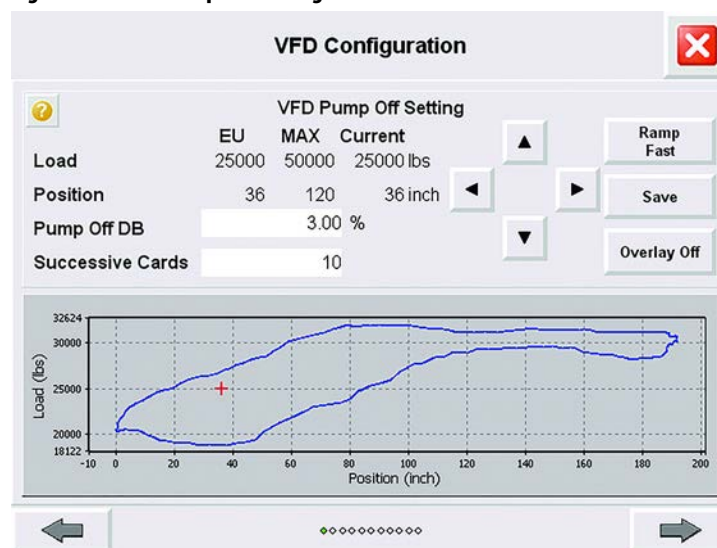 VFD Configuration
VFD Pump Off Setting
EU MAX Current
Load 25000 50000 25000 lbs
Position 36 120 36 inch
Pump Off DB 3.00 %
Successive Cards 10
Ramp Fast
Save
Overlay Off
32624
30000
25000
20000
18122
Load (lbs)
-10 0 20 40 60 80 100 120 140 160 180 200
Position (inch)